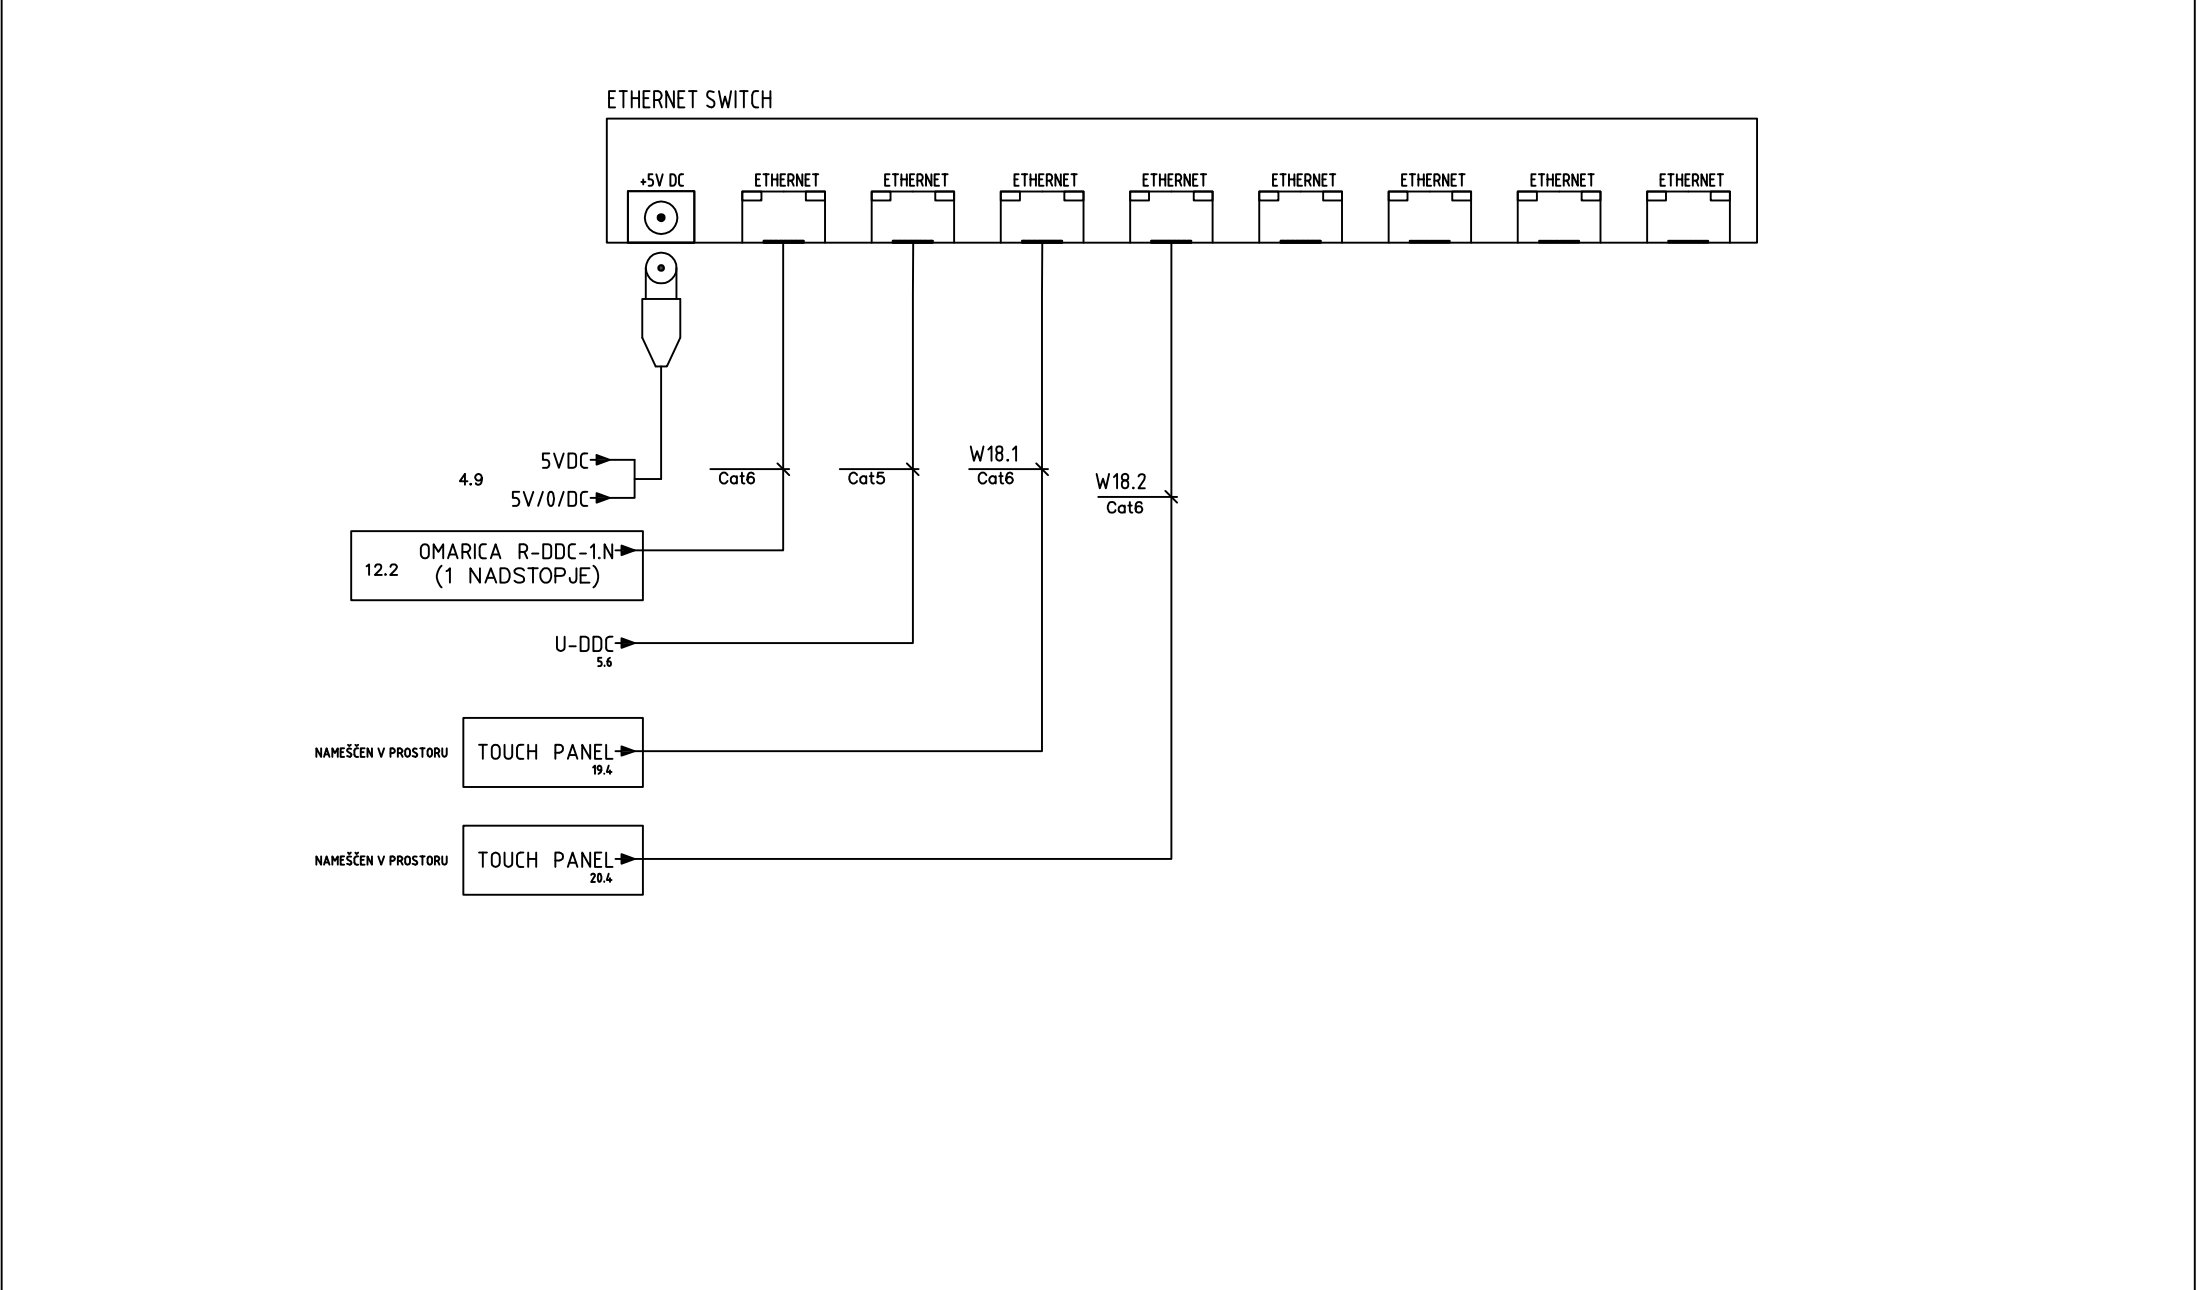 ETHERNET SWITCH
+5V DC
ETHERNET
ETHERNET
ETHERNET
ETHERNET
ETHERNET
ETHERNET
ETHERNET
ETHERNET
5VDC
4.9
5V/0/DC
Cat6
Cat5
W18.1
Cat6
W18.2
Cat6
OMARICA R-DDC-1.N
12.2
(1 NADSTOPJE)
U-DDC
5.6
NAMEŠČEN V PROSTORU
TOUCH PANEL
19.4
NAMEŠČEN V PROSTORU
TOUCH PANEL
20.4